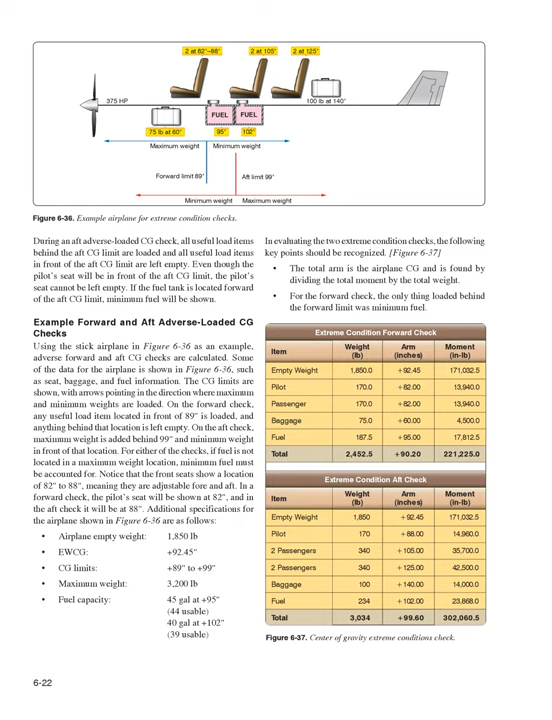 2 at 82"–88"
2 at 105"
2 at 125"
375 HP
100 lb at 140"
FUEL
FUEL
75 lb at 60"
95"
102"
Maximum weight
Minimum weight
Forward limit 89"
Aft limit 99"
Minimum weight
Maximum weight
Figure 6-36. Example airplane for extreme condition checks.
During an aft adverse-loaded CG check, all useful load items
behind the aft CG limit are loaded and all useful load items
in front of the aft CG limit are left empty. Even though the
pilot's seat will be in front of the aft CG limit, the pilot's
seat cannot be left empty. If the fuel tank is located forward
of the aft CG limit, minimum fuel will be shown.
Example Forward and Aft Adverse-Loaded CG
Checks
Using the stick airplane in Figure 6-36 as an example,
adverse forward and aft CG checks are calculated. Some
of the data for the airplane is shown in Figure 6-36, such
as seat, baggage, and fuel information. The CG limits are
shown, with arrows pointing in the direction where maximum
and minimum weights are loaded. On the forward check,
any useful load item located in front of 89" is loaded, and
anything behind that location is left empty. On the aft check,
maximum weight is added behind 99" and minimum weight
in front of that location. For either of the checks, if fuel is not
located in a maximum weight location, minimum fuel must
be accounted for. Notice that the front seats show a location
of 82" to 88", meaning they are adjustable fore and aft. In a
forward check, the pilot's seat will be shown at 82", and in
the aft check it will be at 88". Additional specifications for
the airplane shown in Figure 6-36 are as follows:
• Airplane empty weight: 1,850 lb
• EWCG: +92.45"
• CG limits: +89" to +99"
• Maximum weight: 3,200 lb
• Fuel capacity: 45 gal at +95"
(44 usable)
40 gal at +102"
(39 usable)
In evaluating the two extreme condition checks, the following
key points should be recognized. [Figure 6-37]
• The total arm is the airplane CG and is found by
dividing the total moment by the total weight.
• For the forward check, the only thing loaded behind
the forward limit was minimum fuel.
Extreme Condition Forward Check
Item Weight (lb) Arm (inches) Moment (in-lb)
Empty Weight 1,850.0 +92.45 171,032.5
Pilot 170.0 +82.00 13,940.0
Passenger 170.0 +82.00 13,940.0
Baggage 75.0 +60.00 4,500.0
Fuel 187.5 +95.00 17,812.5
Total 2,452.5 +90.20 221,225.0
Extreme Condition Aft Check
Item Weight (lb) Arm (inches) Moment (in-lb)
Empty Weight 1,850 +92.45 171,032.5
Pilot 170 +88.00 14,960.0
2 Passengers 340 +105.00 35,700.0
2 Passengers 340 +125.00 42,500.0
Baggage 100 +140.00 14,000.0
Fuel 234 +102.00 23,868.0
Total 3,034 +99.60 302,060.5
Figure 6-37. Center of gravity extreme conditions check.
6-22